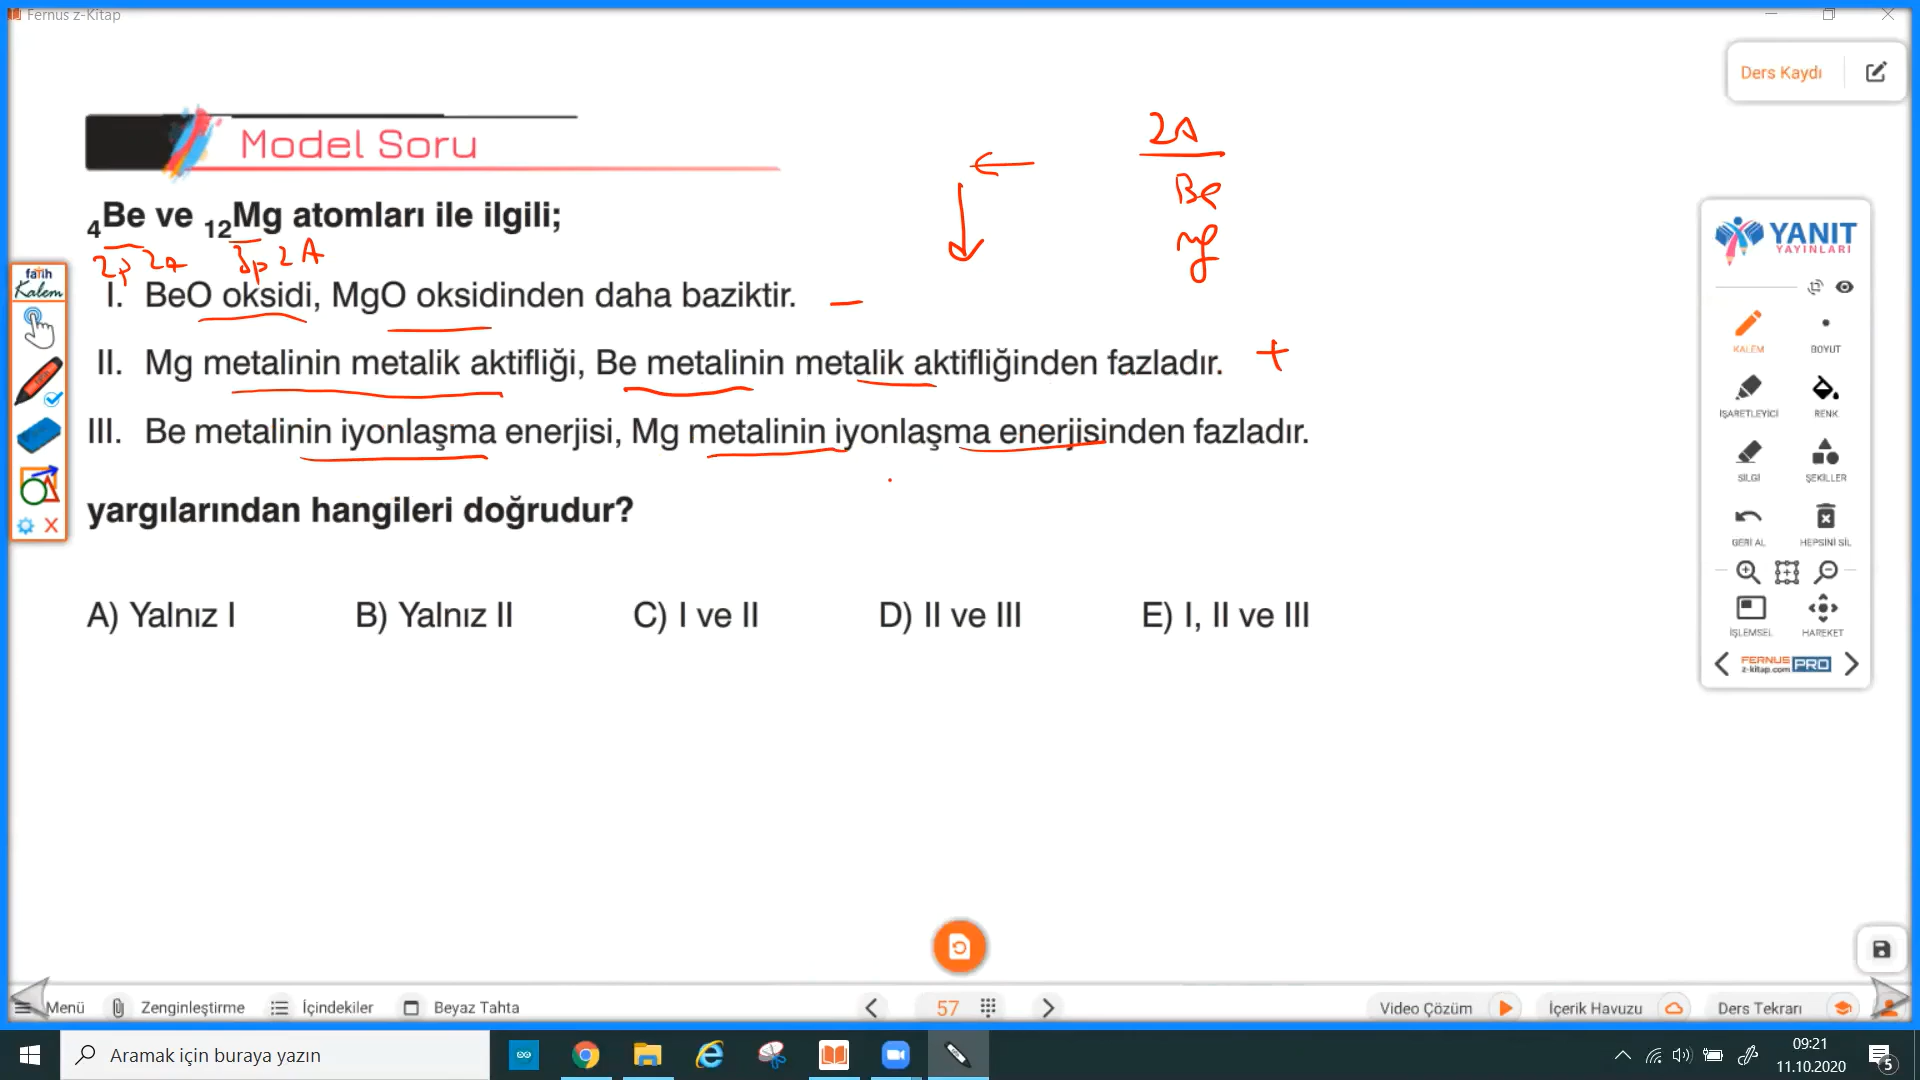 Fernus z-Kitap
Ders Kaydı
Model Soru
2A
Be
Mg
4Be ve 12Mg atomları ile ilgili;
2p 2A 3p 2A
I. BeO oksidi, MgO oksidinden daha baziktir. –
II. Mg metalinin metalik aktifliği, Be metalinin metalik aktifliğinden fazladır. +
III. Be metalinin iyonlaşma enerjisi, Mg metalinin iyonlaşma enerjisinden fazladır.
yargılarından hangileri doğrudur?
A) Yalnız I B) Yalnız II C) I ve II D) II ve III E) I, II ve III
fatih
Kalem
YANIT
YAYINLARI
KALEM BOYUT
İŞARETLEYİCİ RENK
SİLGİ ŞEKİLLER
GERİ AL HEPSİNİ SİL
İŞLEMSEL HAREKET
FERNUS PRO
z-kitap.com
Menü Zenginleştirme İçindekiler Beyaz Tahta 57 Video Çözüm İçerik Havuzu Ders Tekrarı
Aramak için buraya yazın
09:21
11.10.2020
5